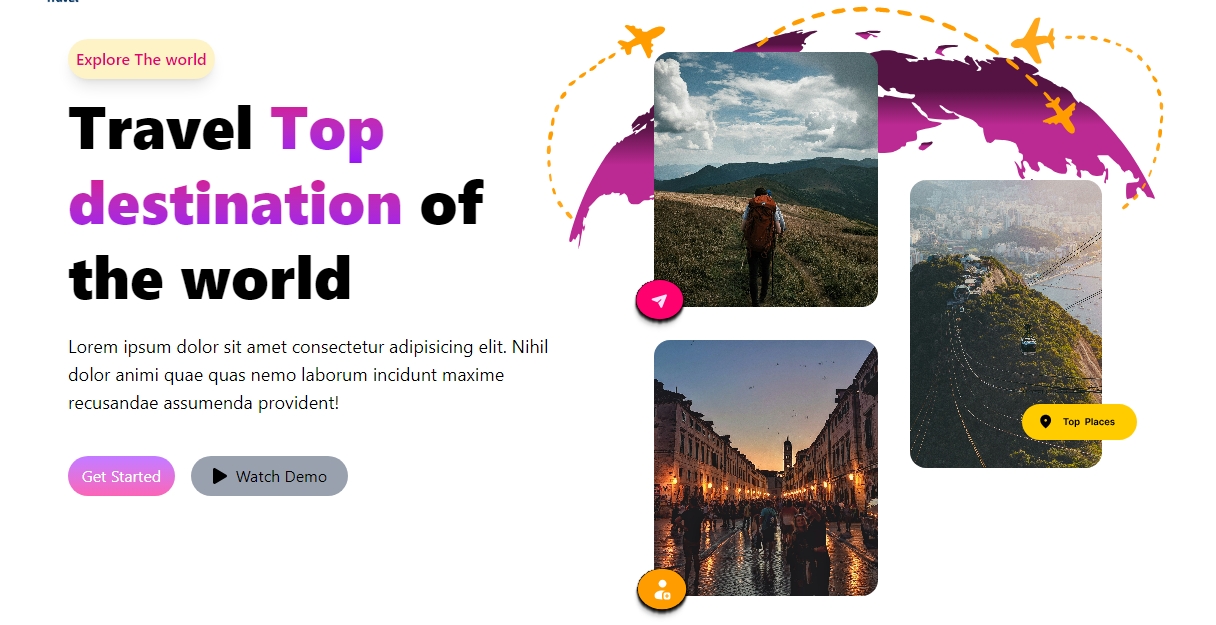 Travel
Explore The world
Travel Top
destination of
the world
Lorem ipsum dolor sit amet consectetur adipisicing elit. Nihil
dolor animi quae quas nemo laborum incidunt maxime
recusandae assumenda provident!
Get Started
Watch Demo
Top Places